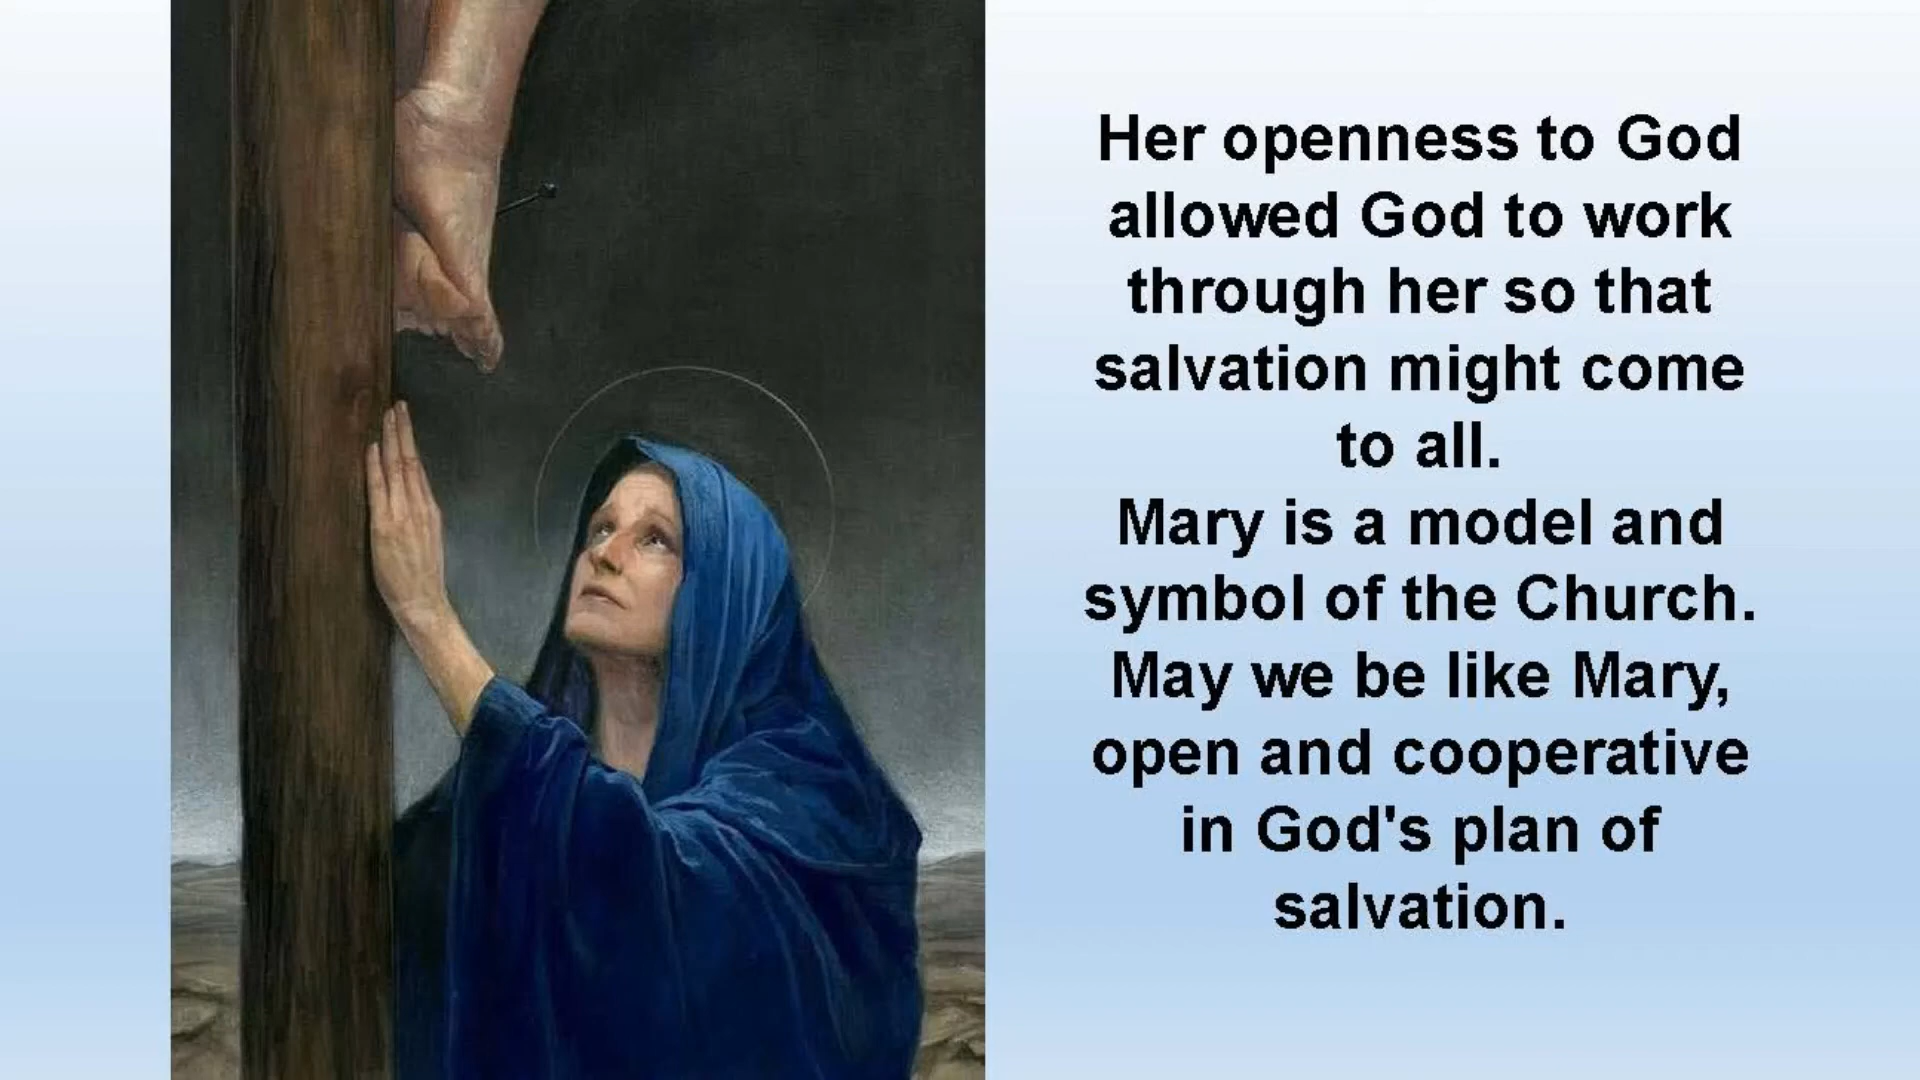 Her openness to God
allowed God to work
through her so that
salvation might come
to all.
Mary is a model and
symbol of the Church.
May we be like Mary,
open and cooperative
in God's plan of
salvation.